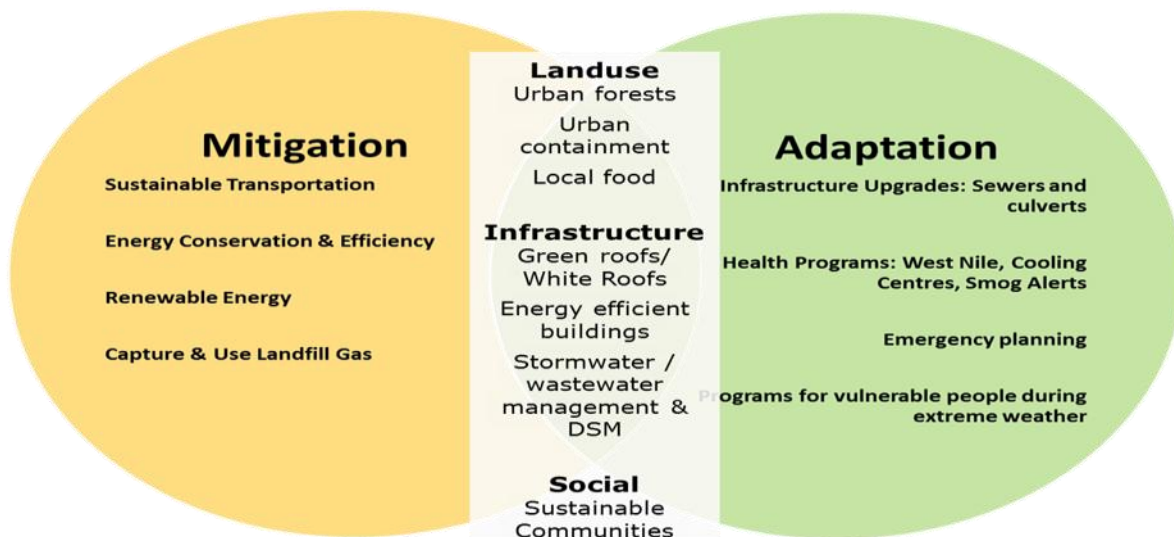 Mitigation
Sustainable Transportation
Energy Conservation & Efficiency
Renewable Energy
Capture & Use Landfill Gas
Landuse
Urban forests
Urban
containment
Local food
Infrastructure
Green roofs/
White Roofs
Energy efficient
buildings
Stormwater /
wastewater
management &
DSM
Social
Sustainable
Communities
Adaptation
Infrastructure Upgrades: Sewers and
culverts
Health Programs: West Nile, Cooling
Centres, Smog Alerts
Emergency planning
Programs for vulnerable people during
extreme weather